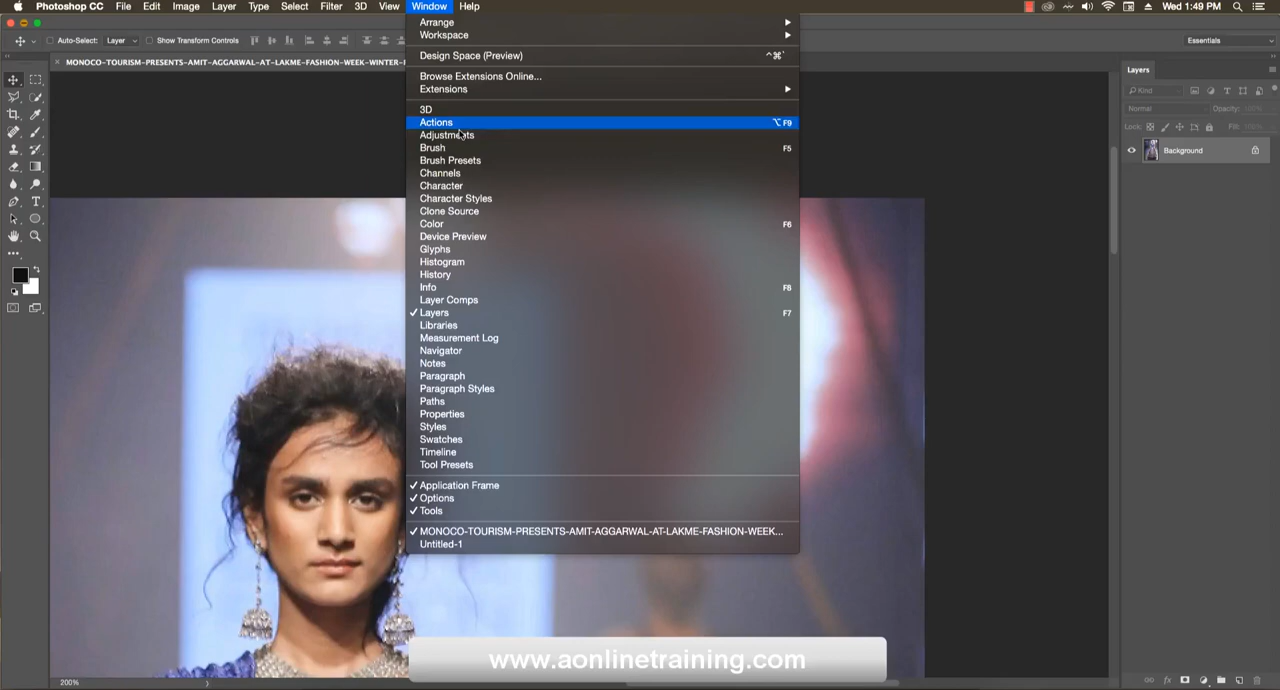 Photoshop CC File Edit Image Layer Type Select Filter 3D View Window Help Wed 1:49 PM
Auto-Select: Layer Show Transform Controls Essentials
× MONOCO-TOURISM-PRESENTS-AMIT-AGGARWAL-AT-LAKME-FASHION-WEEK-WINTER-
Arrange
Workspace
Design Space (Preview) ⌃⌘`
Browse Extensions Online...
Extensions
3D
Actions ⌥F9
Adjustments
Brush F5
Brush Presets
Channels
Character
Character Styles
Clone Source
Color F6
Device Preview
Glyphs
Histogram
History
Info F8
Layer Comps
✓ Layers F7
Libraries
Measurement Log
Navigator
Notes
Paragraph
Paragraph Styles
Paths
Properties
Styles
Swatches
Timeline
Tool Presets
✓ Application Frame
✓ Options
✓ Tools
✓ MONOCO-TOURISM-PRESENTS-AMIT-AGGARWAL-AT-LAKME-FASHION-WEEK...
Untitled-1
Layers
Kind
Normal Opacity: 100%
Lock: Fill: 100%
Background
www.aonlinetraining.com
200%